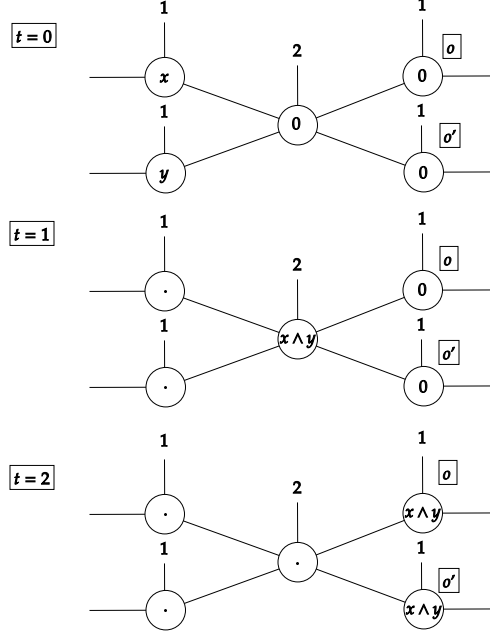 1 1
t = 0 o
2
x 0
1 1
0 o′
y 0
1 1
t = 1 o
2
· 0
1 1
x ∧ y o′
· 0
1 1
t = 2 o
2
· x ∧ y
1 1
· o′
· x ∧ y